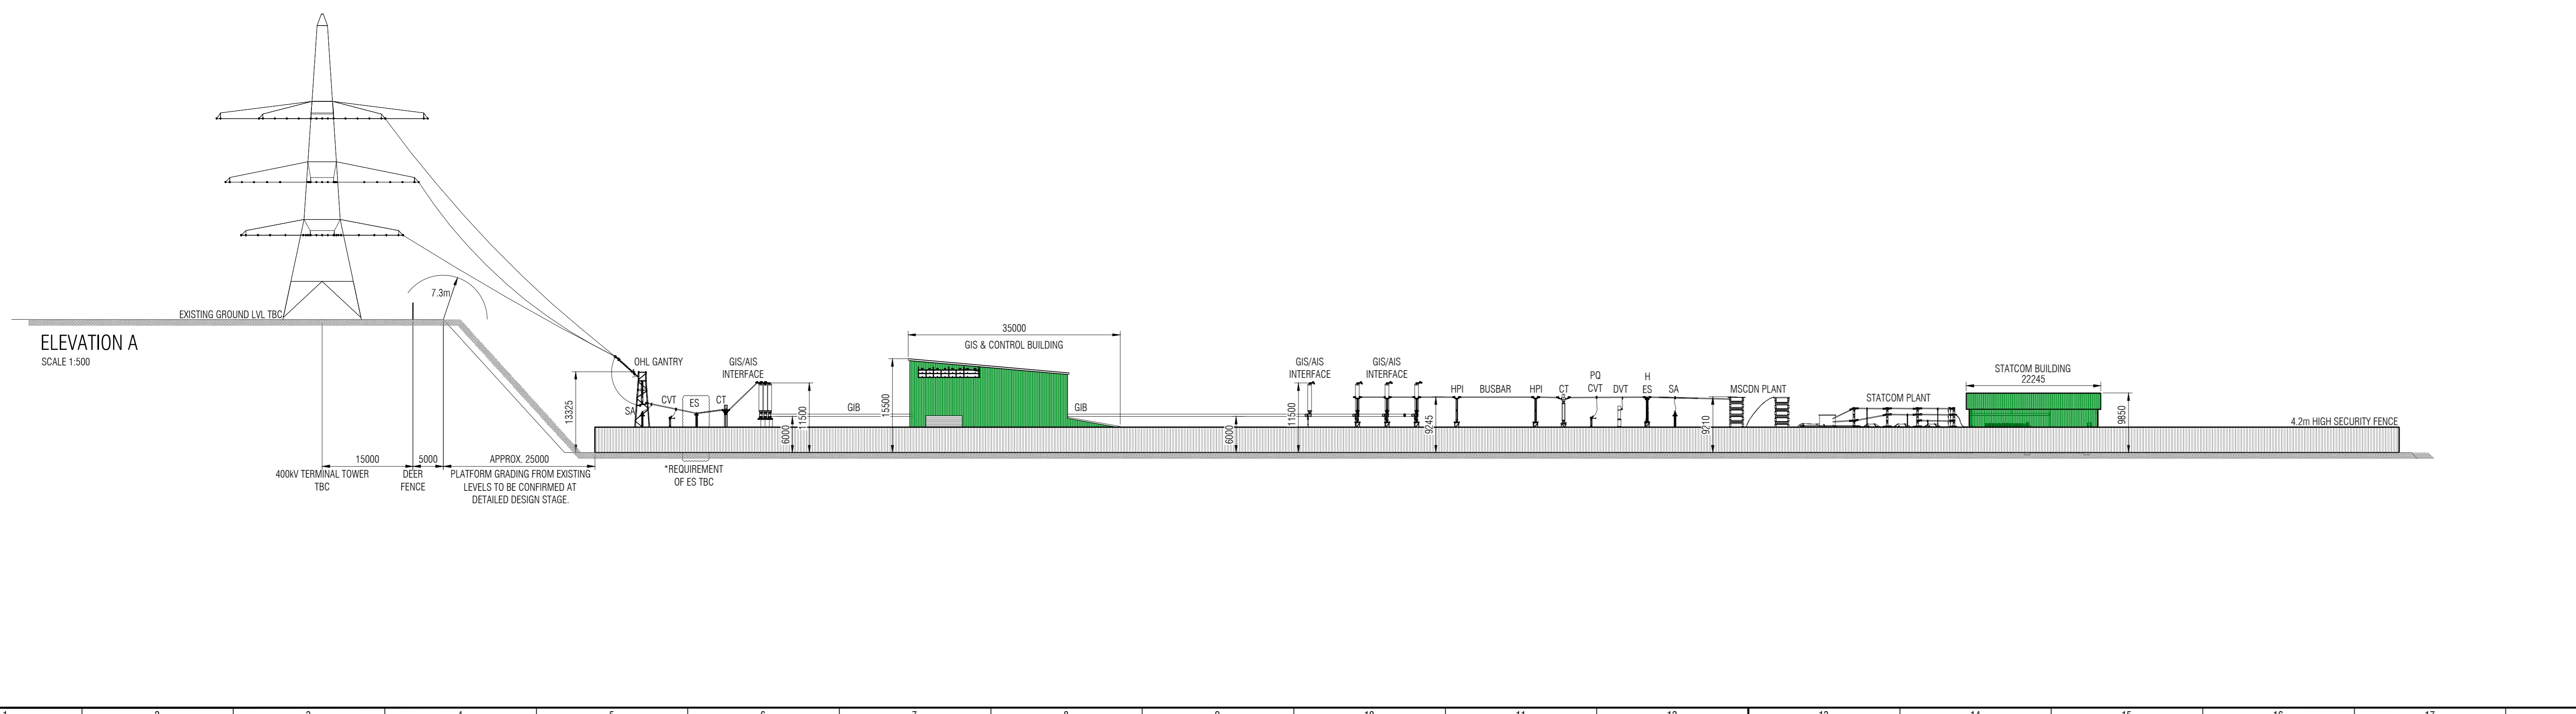 7.3m
EXISTING GROUND LVL TBC
ELEVATION A
SCALE 1:500
15000
5000
APPROX. 25000
400kV TERMINAL TOWER
TBC
DEER
FENCE
PLATFORM GRADING FROM EXISTING
LEVELS TO BE CONFIRMED AT
DETAILED DESIGN STAGE.
13325
OHL GANTRY
SA
CVT
ES
CT
*REQUIREMENT
OF ES TBC
GIS/AIS
INTERFACE
6000
11500
GIB
15500
35000
GIS & CONTROL BUILDING
GIB
6000
11500
GIS/AIS
INTERFACE
GIS/AIS
INTERFACE
9245
HPI
BUSBAR
HPI
CT
PQ
CVT
DVT
H
ES
SA
9210
MSCDN PLANT
STATCOM PLANT
STATCOM BUILDING
22245
9850
4.2m HIGH SECURITY FENCE